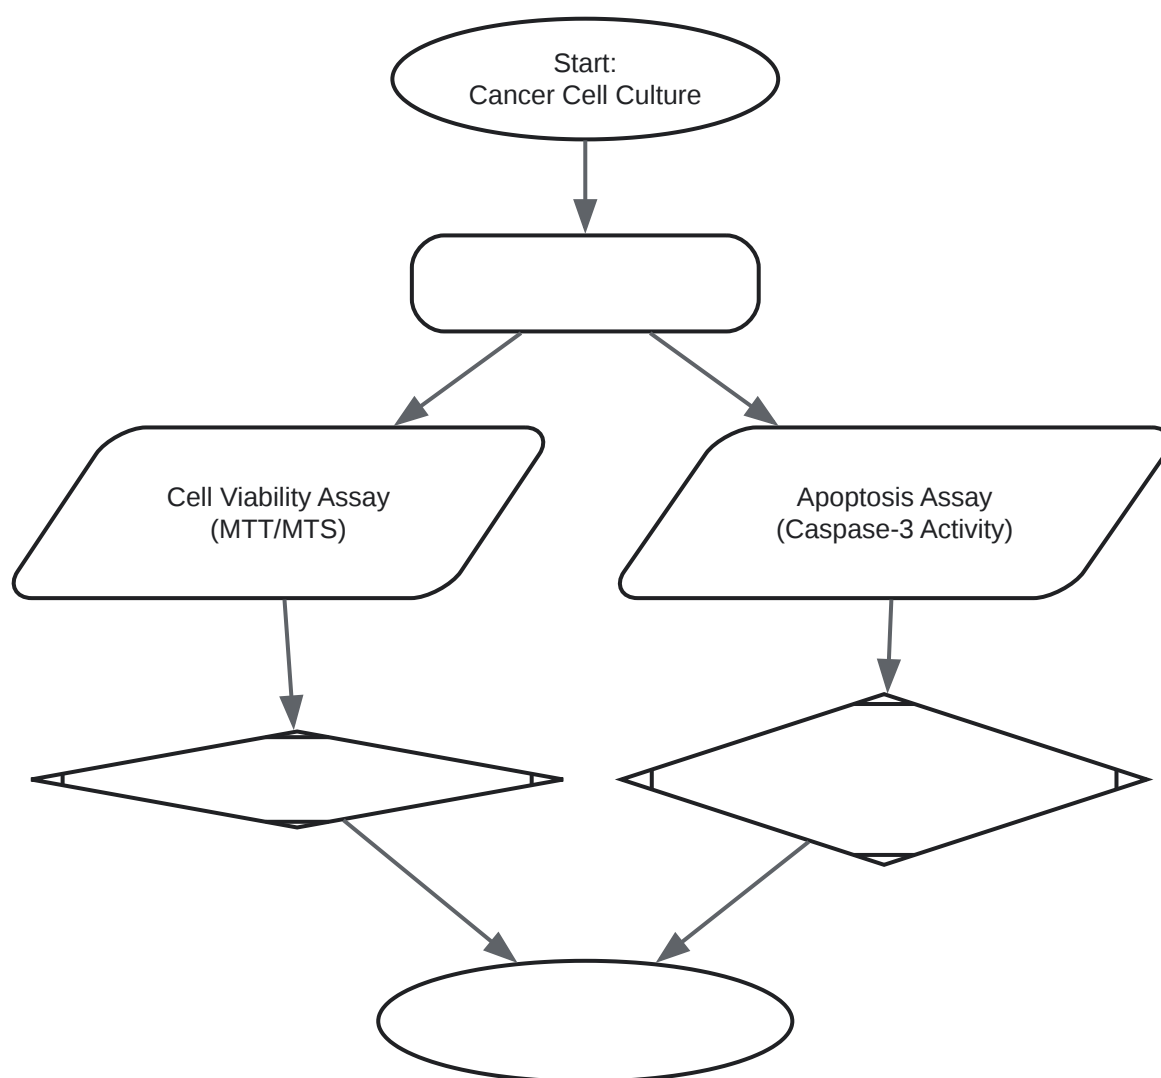 Start:
Cancer Cell Culture
Cell Viability Assay
(MTT/MTS)
Apoptosis Assay
(Caspase-3 Activity)